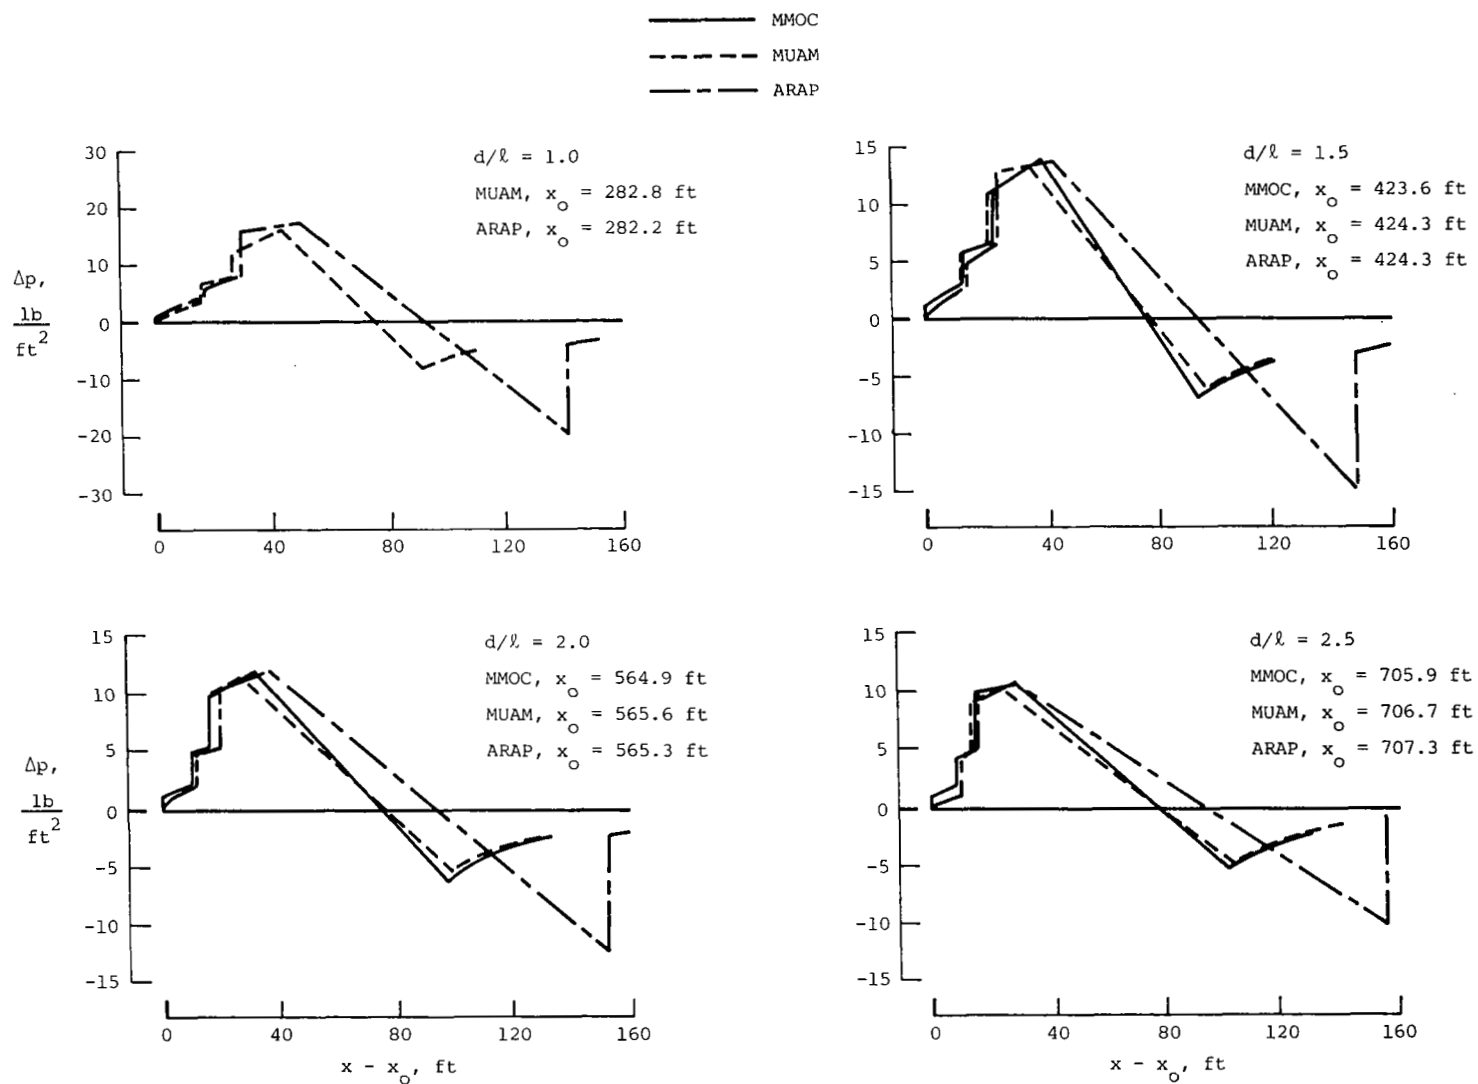 MMOC
MUAM
ARAP
d/ℓ = 1.0
MUAM, x_o = 282.8 ft
ARAP, x_o = 282.2 ft
Δp,
lb
ft²
30
20
10
0
-10
-20
-30
0 40 80 120 160
d/ℓ = 1.5
MMOC, x_o = 423.6 ft
MUAM, x_o = 424.3 ft
ARAP, x_o = 424.3 ft
15
10
5
0
-5
-10
-15
0 40 80 120 160
d/ℓ = 2.0
MMOC, x_o = 564.9 ft
MUAM, x_o = 565.6 ft
ARAP, x_o = 565.3 ft
Δp,
lb
ft²
15
10
5
0
-5
-10
-15
0 40 80 120 160
x - x_o, ft
d/ℓ = 2.5
MMOC, x_o = 705.9 ft
MUAM, x_o = 706.7 ft
ARAP, x_o = 707.3 ft
15
10
5
0
-5
-10
-15
0 40 80 120 160
x - x_o, ft